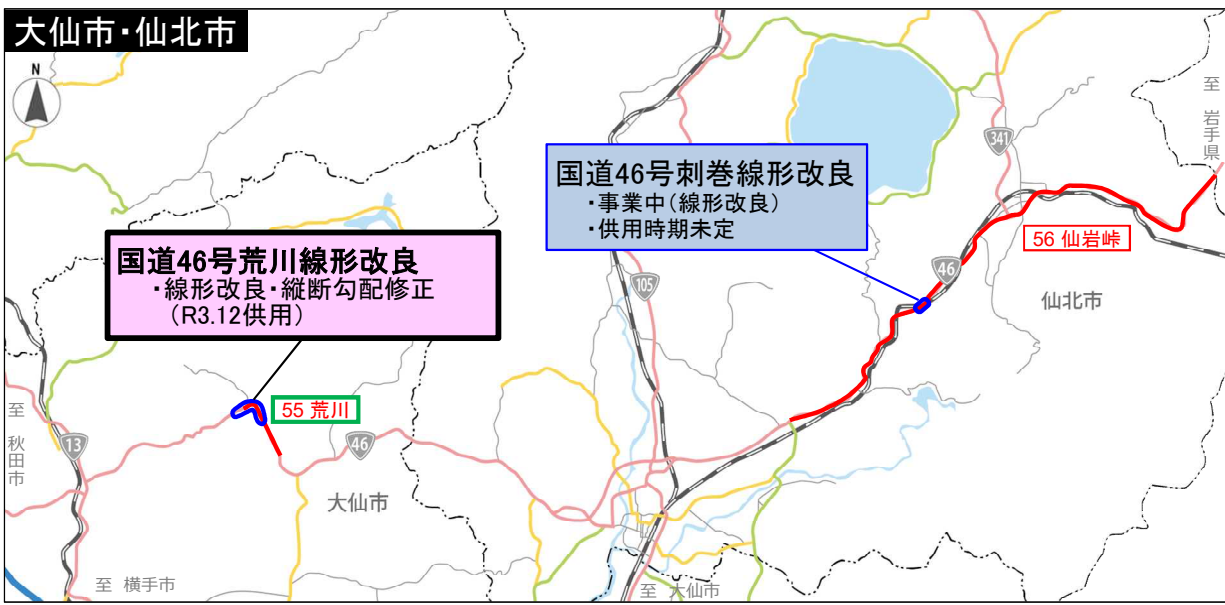 大仙市・仙北市
N
国道46号荒川線形改良
・線形改良・縦断勾配修正
（R3.12供用）
国道46号刺巻線形改良
・事業中（線形改良）
・供用時期未定
341
至 岩手県
56 仙岩峠
46
仙北市
105
55 荒川
至 秋田市
13
46
大仙市
至 横手市
至 大仙市